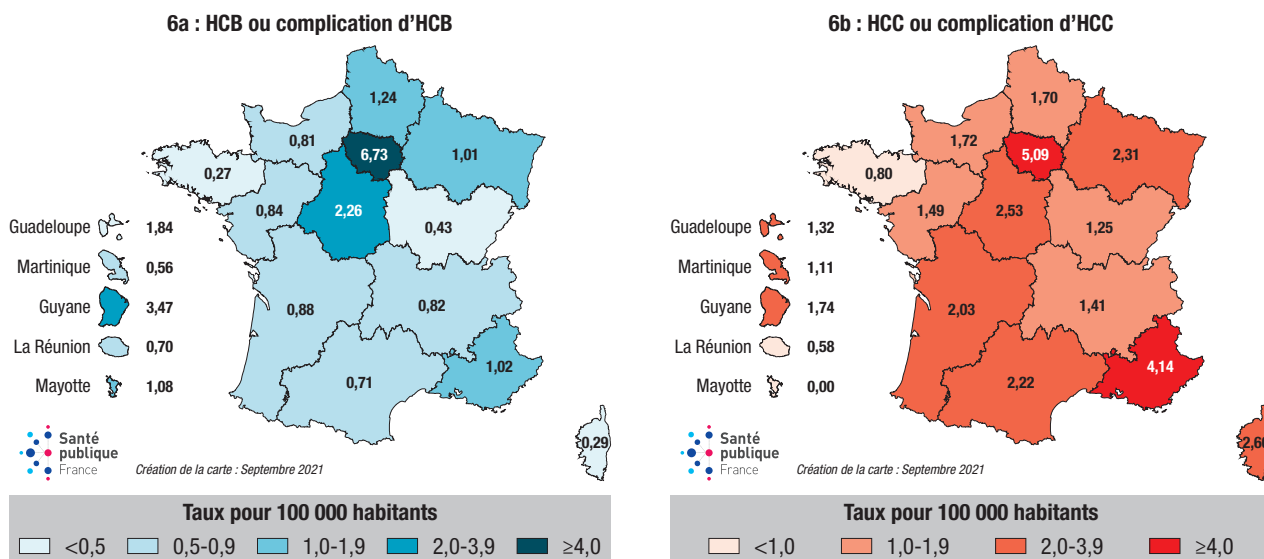 6a : HCB ou complication d’HCB
1,24
0,81
6,73
1,01
0,27
0,84
2,26
0,43
0,88
0,82
1,02
0,71
0,29
Guadeloupe 1,84
Martinique 0,56
Guyane 3,47
La Réunion 0,70
Mayotte 1,08
Santé
publique
France
Création de la carte : Septembre 2021
Taux pour 100 000 habitants
<0,5 0,5-0,9 1,0-1,9 2,0-3,9 ≥4,0
6b : HCC ou complication d’HCC
1,70
1,72
5,09
2,31
0,80
1,49
2,53
1,25
2,03
1,41
4,14
2,22
Guadeloupe 1,32
Martinique 1,11
Guyane 1,74
La Réunion 0,58
Mayotte 0,00
Santé
publique
France
Création de la carte : Septembre 2021
Taux pour 100 000 habitants
<1,0 1,0-1,9 2,0-3,9 ≥4,0